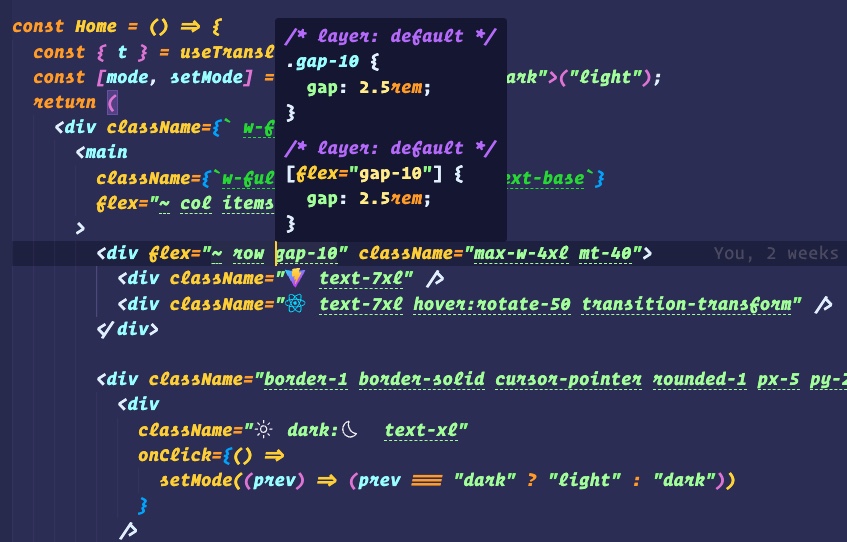 const Home = () => {
const { t } = useTransl
const [mode, setMode] = ark">("light");
return (
<div className={` w-f
<main
className={`w-ful ext-base`}
flex="~ col items
>
<div flex="~ row gap-10" className="max-w-4xl mt-40"> You, 2 weeks
<div className=" text-7xl" />
<div className=" text-7xl hover:rotate-50 transition-transform" />
</div>
<div className="border-1 border-solid cursor-pointer rounded-1 px-5 py-2
<div
className=" dark: text-xl"
onClick={() =>
setMode((prev) => (prev === "dark" ? "light" : "dark"))
}
/>
/* layer: default */
.gap-10 {
gap: 2.5rem;
}
/* layer: default */
[flex="gap-10"] {
gap: 2.5rem;
}